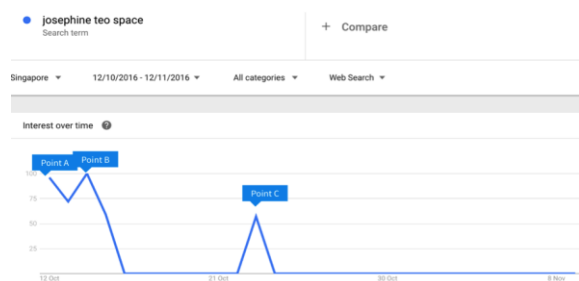 josephine teo space
Search term
+ Compare
Singapore
12/10/2016 - 12/11/2016
All categories
Web Search
Interest over time
Point A
Point B
100
75
Point C
50
25
12 Oct
21 Oct
30 Oct
8 Nov